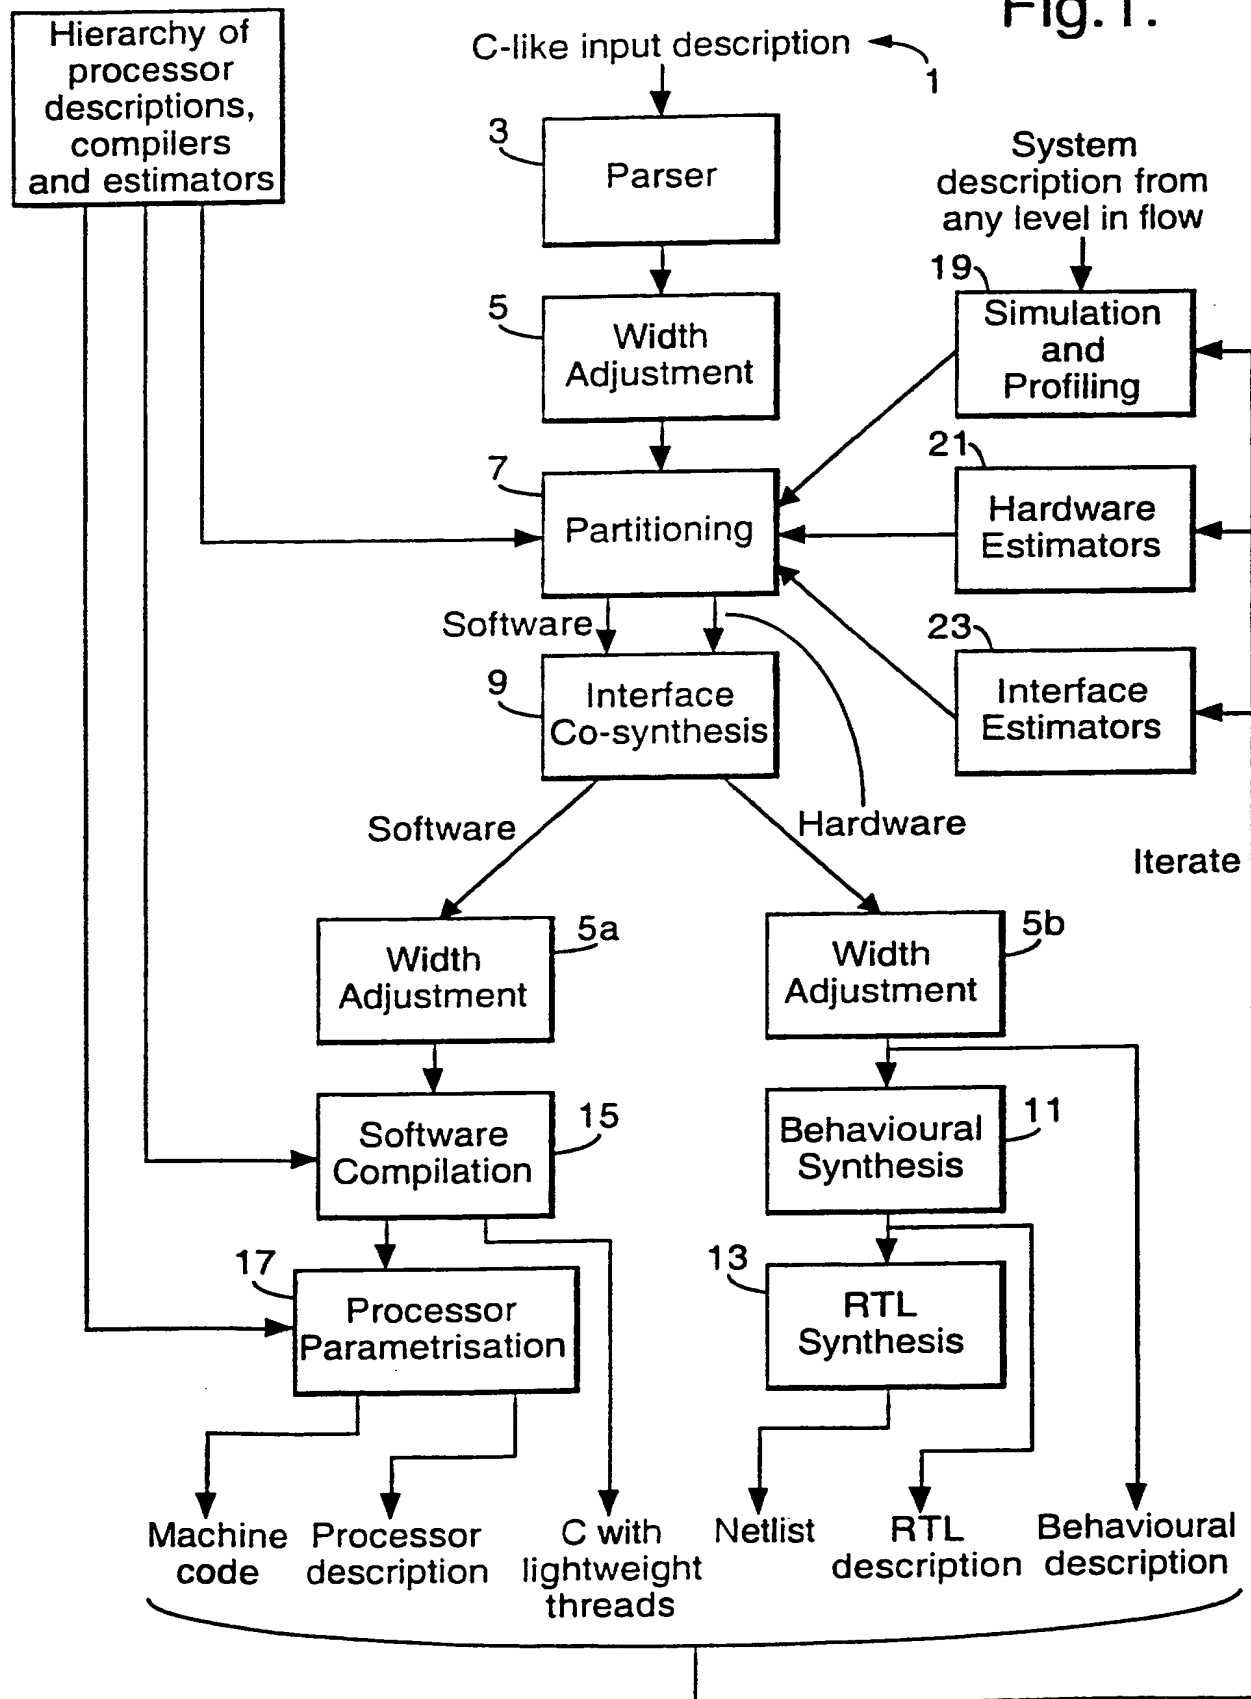 Fig.1.
Hierarchy of
processor
descriptions,
compilers
and estimators
C-like input description
1
3
Parser
System
description from
any level in flow
5
Width
Adjustment
19
Simulation
and
Profiling
7
Partitioning
21
Hardware
Estimators
Software
9
Interface
Co-synthesis
23
Interface
Estimators
Software
Hardware
Iterate
5a
Width
Adjustment
5b
Width
Adjustment
15
Software
Compilation
11
Behavioural
Synthesis
17
Processor
Parametrisation
13
RTL
Synthesis
Machine
code
Processor
description
C with
lightweight
threads
Netlist
RTL
description
Behavioural
description